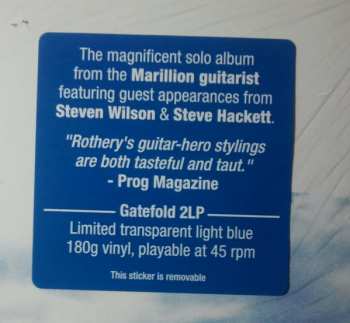 The magnificent solo album
from the Marillion guitarist
featuring guest appearances from
Steven Wilson & Steve Hackett.
"Rothery's guitar-hero stylings
are both tasteful and taut."
- Prog Magazine
Gatefold 2LP
Limited transparent light blue
180g vinyl, playable at 45 rpm
This sticker is removable